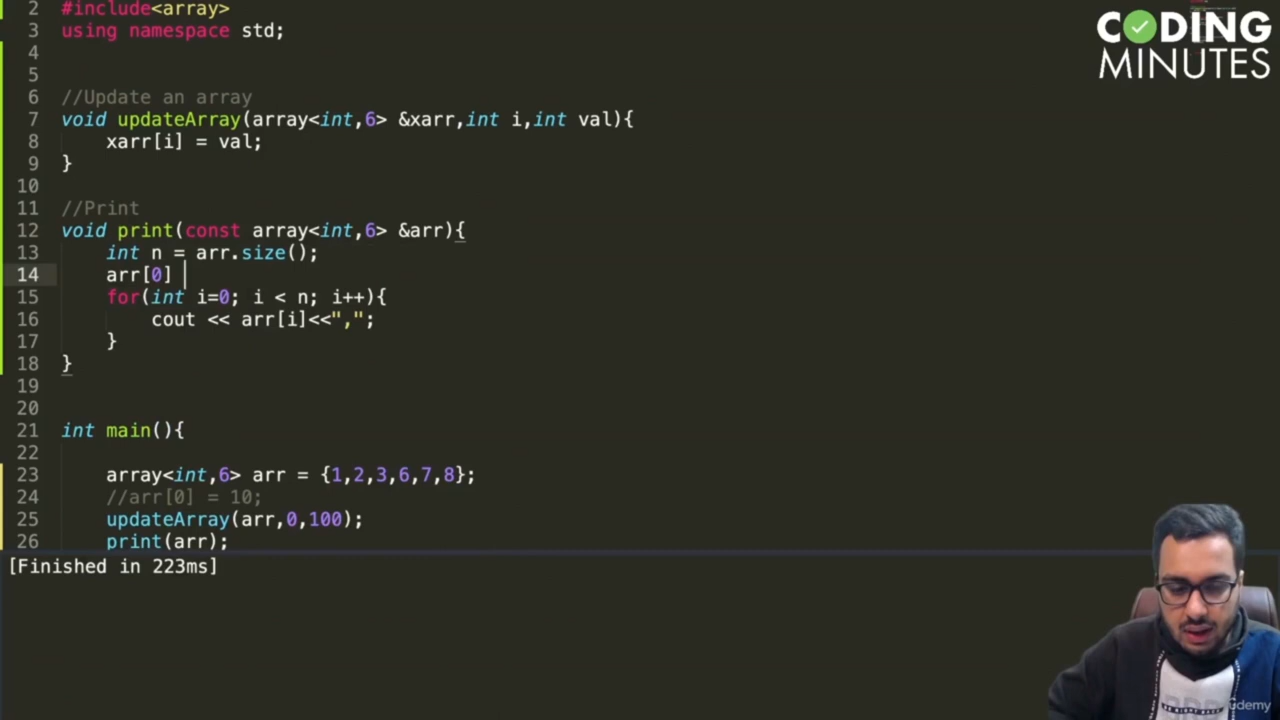 2 #include<array>
3 using namespace std;
4
5
6 //Update an array
7 void updateArray(array<int,6> &xarr,int i,int val){
8 xarr[i] = val;
9 }
10
11 //Print
12 void print(const array<int,6> &arr){
13 int n = arr.size();
14 arr[0]
15 for(int i=0; i < n; i++){
16 cout << arr[i]<<",";
17 }
18 }
19
20
21 int main(){
22
23 array<int,6> arr = {1,2,3,6,7,8};
24 //arr[0] = 10;
25 updateArray(arr,0,100);
26 print(arr);
[Finished in 223ms]
CODING
MINUTES
Udemy